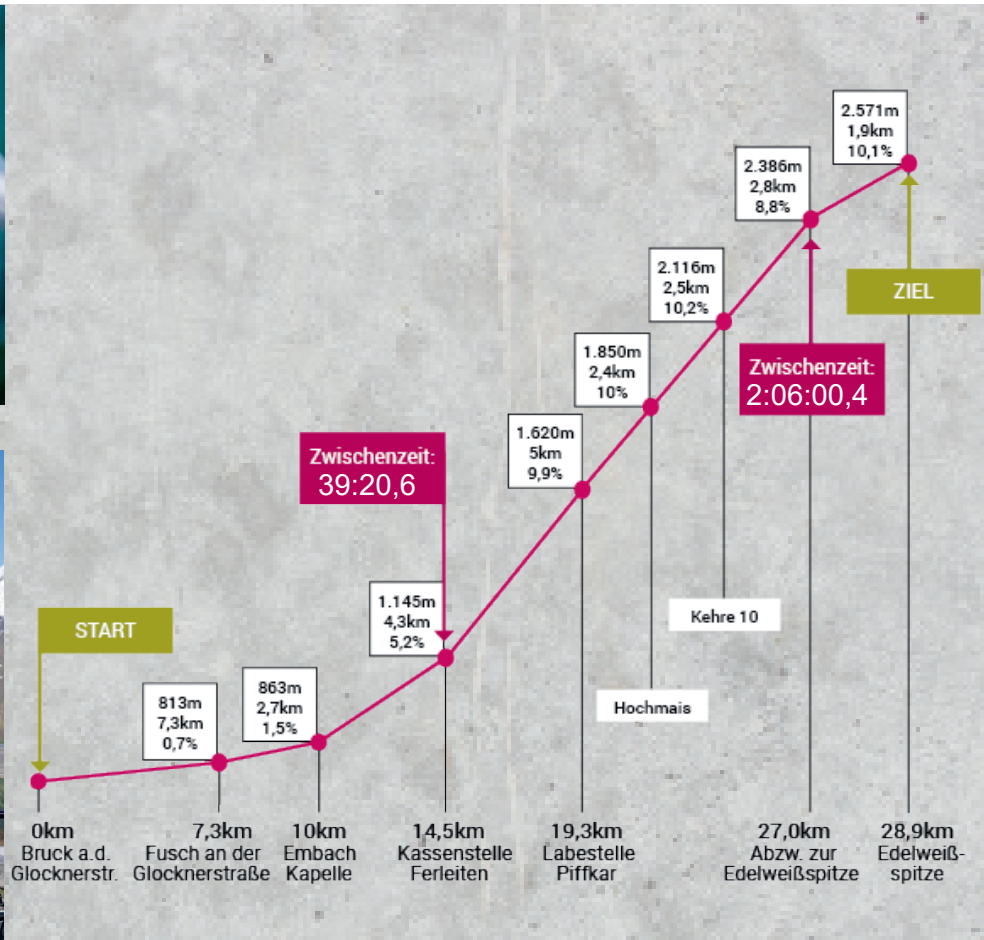 2.571m
1,9km
10,1%
2.386m
2,8km
8,8%
ZIEL
2.116m
2,5km
10,2%
1.850m
2,4km
10%
Zwischenzeit:
2:06:00,4
1.620m
5km
9,9%
Zwischenzeit:
39:20,6
1.145m
4,3km
5,2%
START
Kehre 10
863m
2,7km
1,5%
813m
7,3km
0,7%
Hochmais
0km
Bruck a.d.
Glocknerstr.
7,3km
Fusch an der
Glocknerstraße
10km
Embach
Kapelle
14,5km
Kassenstelle
Ferleiten
19,3km
Labestelle
Piffkar
27,0km
Abzw. zur
Edelweißspitze
28,9km
Edelweiß-
spitze